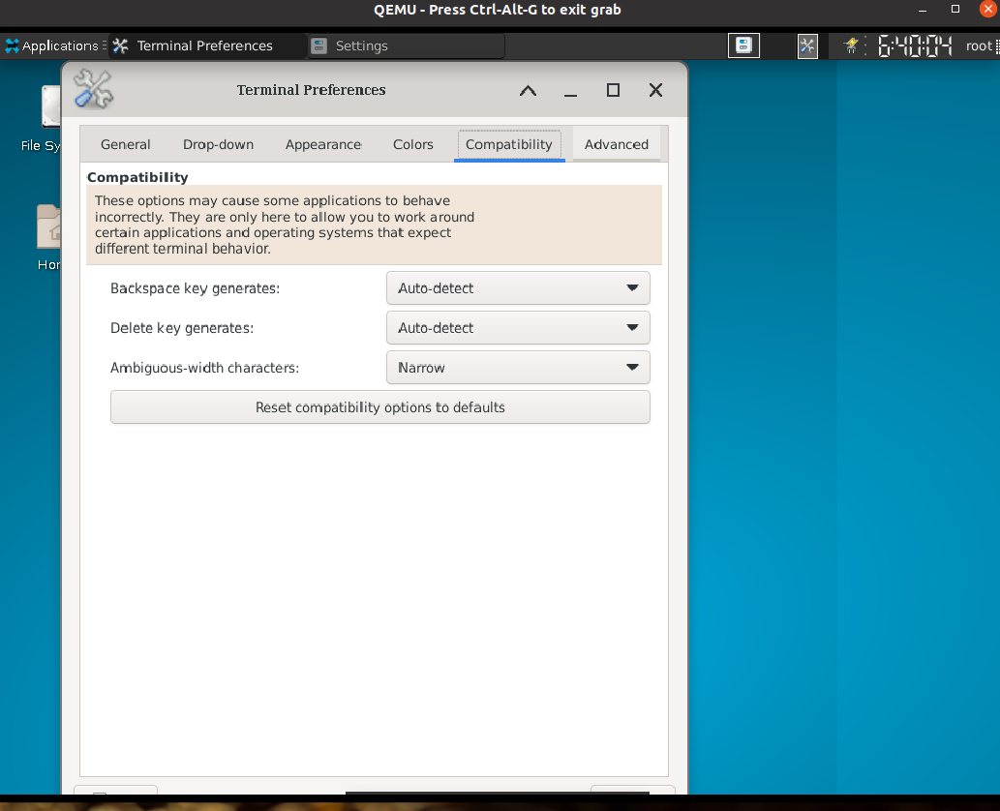 QEMU - Press Ctrl-Alt-G to exit grab
Applications
Terminal Preferences
Settings
6:40:04
root
File Sy
Hor
Terminal Preferences
General
Drop-down
Appearance
Colors
Compatibility
Advanced
Compatibility
These options may cause some applications to behave
incorrectly. They are only here to allow you to work around
certain applications and operating systems that expect
different terminal behavior.
Backspace key generates:
Auto-detect
Delete key generates:
Auto-detect
Ambiguous-width characters:
Narrow
Reset compatibility options to defaults